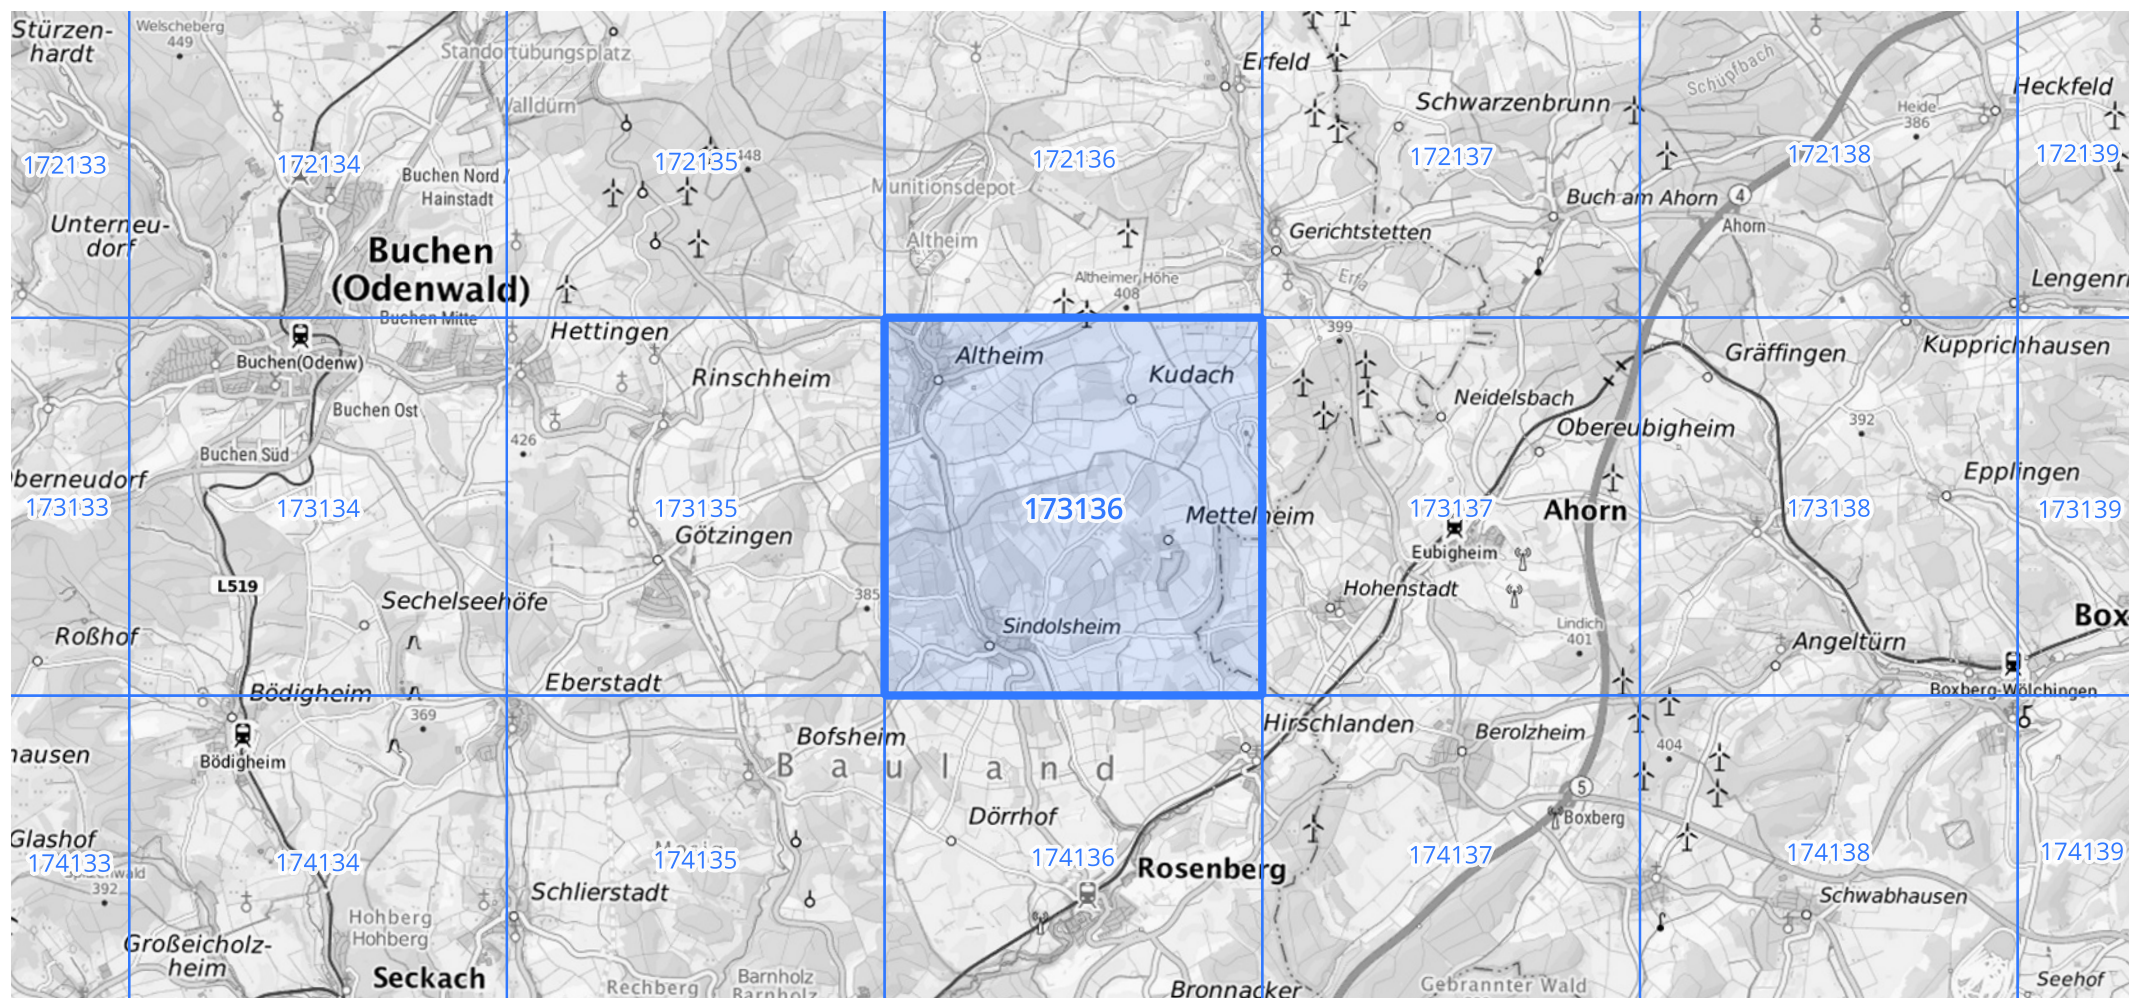 Stürzen-
hardt
Welscheberg
449
Standortübungsplatz
Walldürn
Erfeld
Schwarzenbrunn
Schüpfbach
Heide
386
Heckfeld
172133
172134
Buchen Nord /
Hainstadt
172135
448
172136
Munitionsdepot
Altheim
172137
172138
172139
Unterneu-
dorf
Buchen
(Odenwald)
Buchen Mitte
Gerichtstetten
Erfa
Buch am Ahorn
4
Ahorn
Altheimer Höhe
408
Lengenri
Hettingen
Buchen(Odenw)
Rinschheim
Altheim
Kudach
399
Neidelsbach
Obereubigheim
Gräffingen
Kupprichhausen
392
Buchen Ost
Buchen Süd
426
berneudorf
173133
173134
173135
173136
Mettelheim
173137
Ahorn
Eubigheim
173138
Epplingen
173139
Götzingen
L519
Sechselseehöfe
385
Hohenstadt
Roßhof
Sindolsheim
Lindich
401
Angeltürn
Box
Boxberg-Wölchingen
Bödigheim
Eberstadt
369
hausen
Bödigheim
Bofsheim
Bauland
Hirschlanden
Berolzheim
404
5
Boxberg
Dörrhof
Glashof
174133
392
174134
174135
174136
Rosenberg
174137
174138
174139
Schlierstadt
Schwabhausen
Hohberg
Hohberg
Großeicholz-
heim
Seckach
Rechberg
Barnholz
Barnholz
Bronnacker
Gebrannter Wald
Seehof